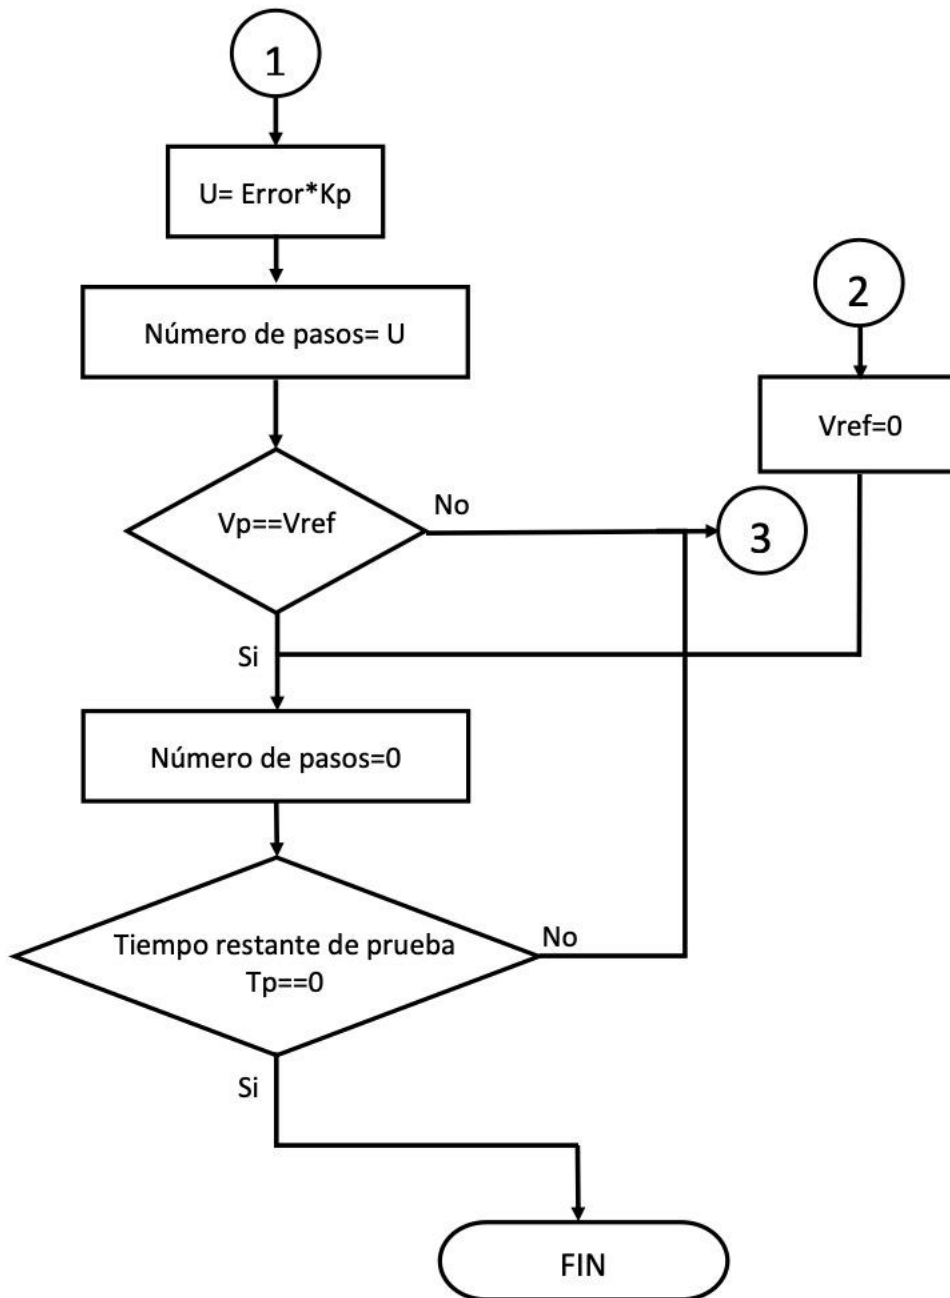 1
U= Error*Kp
Número de pasos= U
2
Vref=0
Vp==Vref
No
3
Si
Número de pasos=0
Tiempo restante de prueba
Tp==0
No
Si
FIN